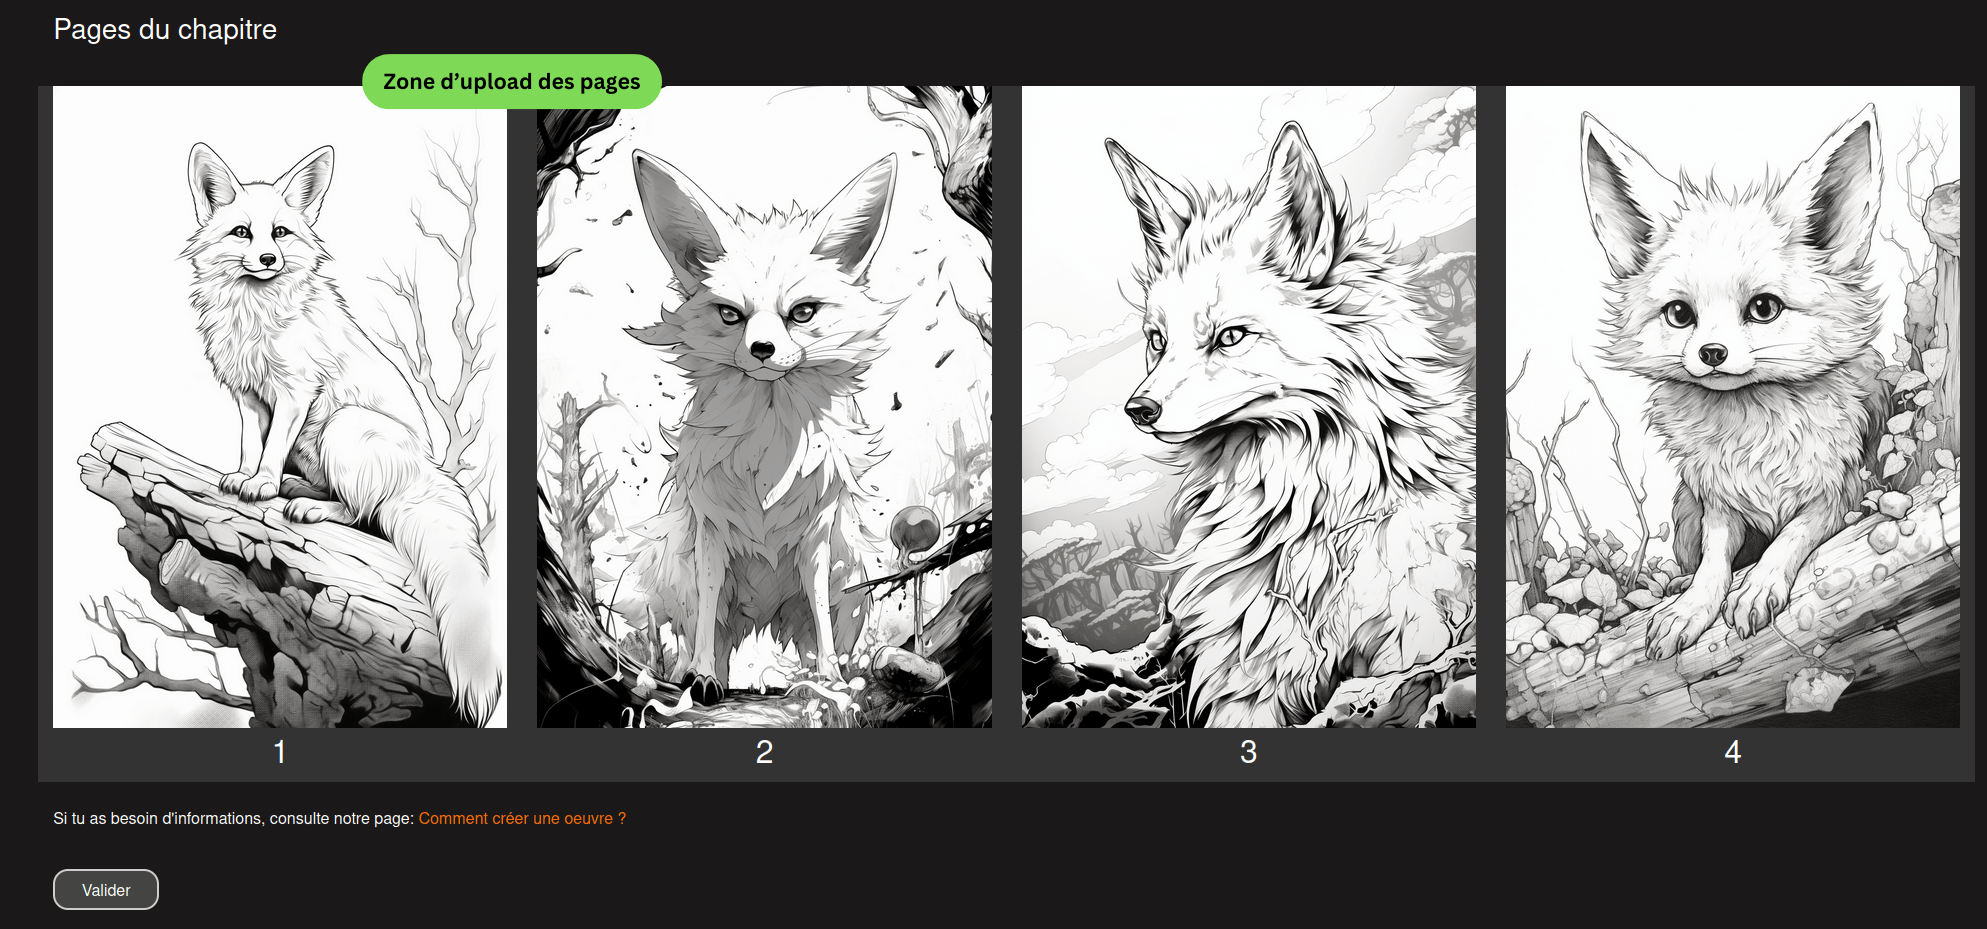 Pages du chapitre
Zone d’upload des pages
1
2
3
4
Si tu as besoin d'informations, consulte notre page: Comment créer une oeuvre ?
Valider